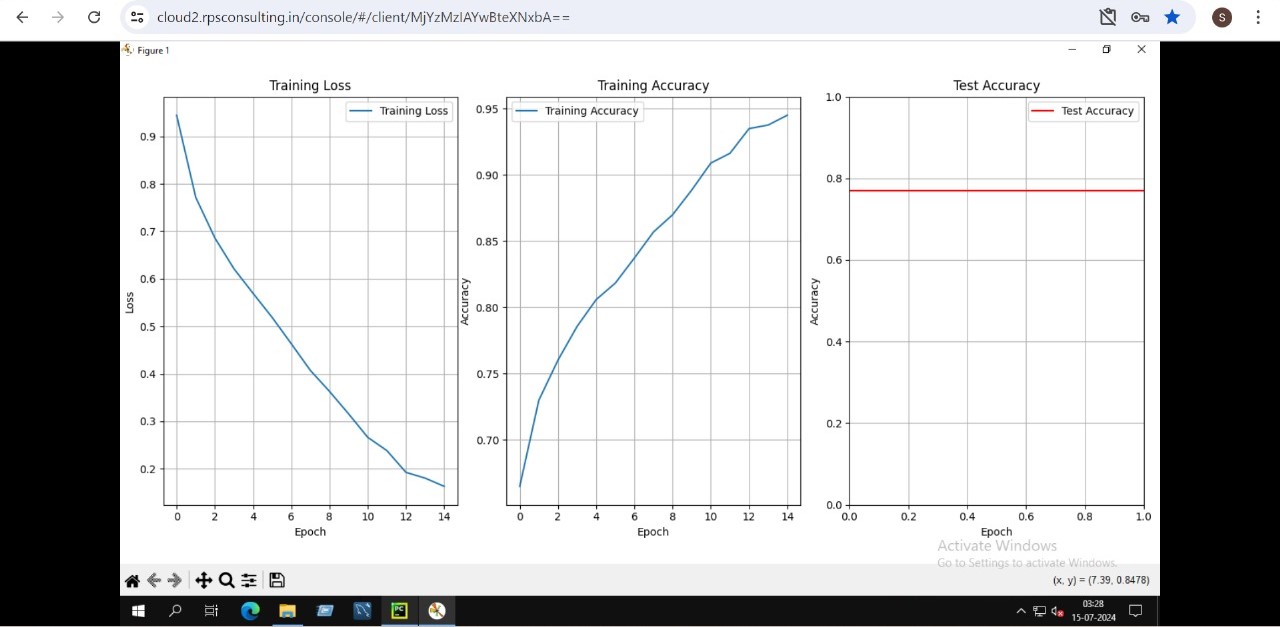 cloud2.rpsconsulting.in/console/#/client/MjYzMzlAYwBteXNxbA==
S
Figure 1
Training Loss
Training Loss
0.9
0.8
0.7
0.6
0.5
0.4
0.3
0.2
Loss
0 2 4 6 8 10 12 14
Epoch
Training Accuracy
Training Accuracy
0.95
0.90
0.85
0.80
0.75
0.70
Accuracy
0 2 4 6 8 10 12 14
Epoch
Test Accuracy
Test Accuracy
1.0
0.8
0.6
0.4
0.2
0.0
Accuracy
0.0 0.2 0.4 0.6 0.8 1.0
Epoch
Activate Windows
Go to Settings to activate Windows.
(x, y) = (7.39, 0.8478)
PC
03:28
15-07-2024